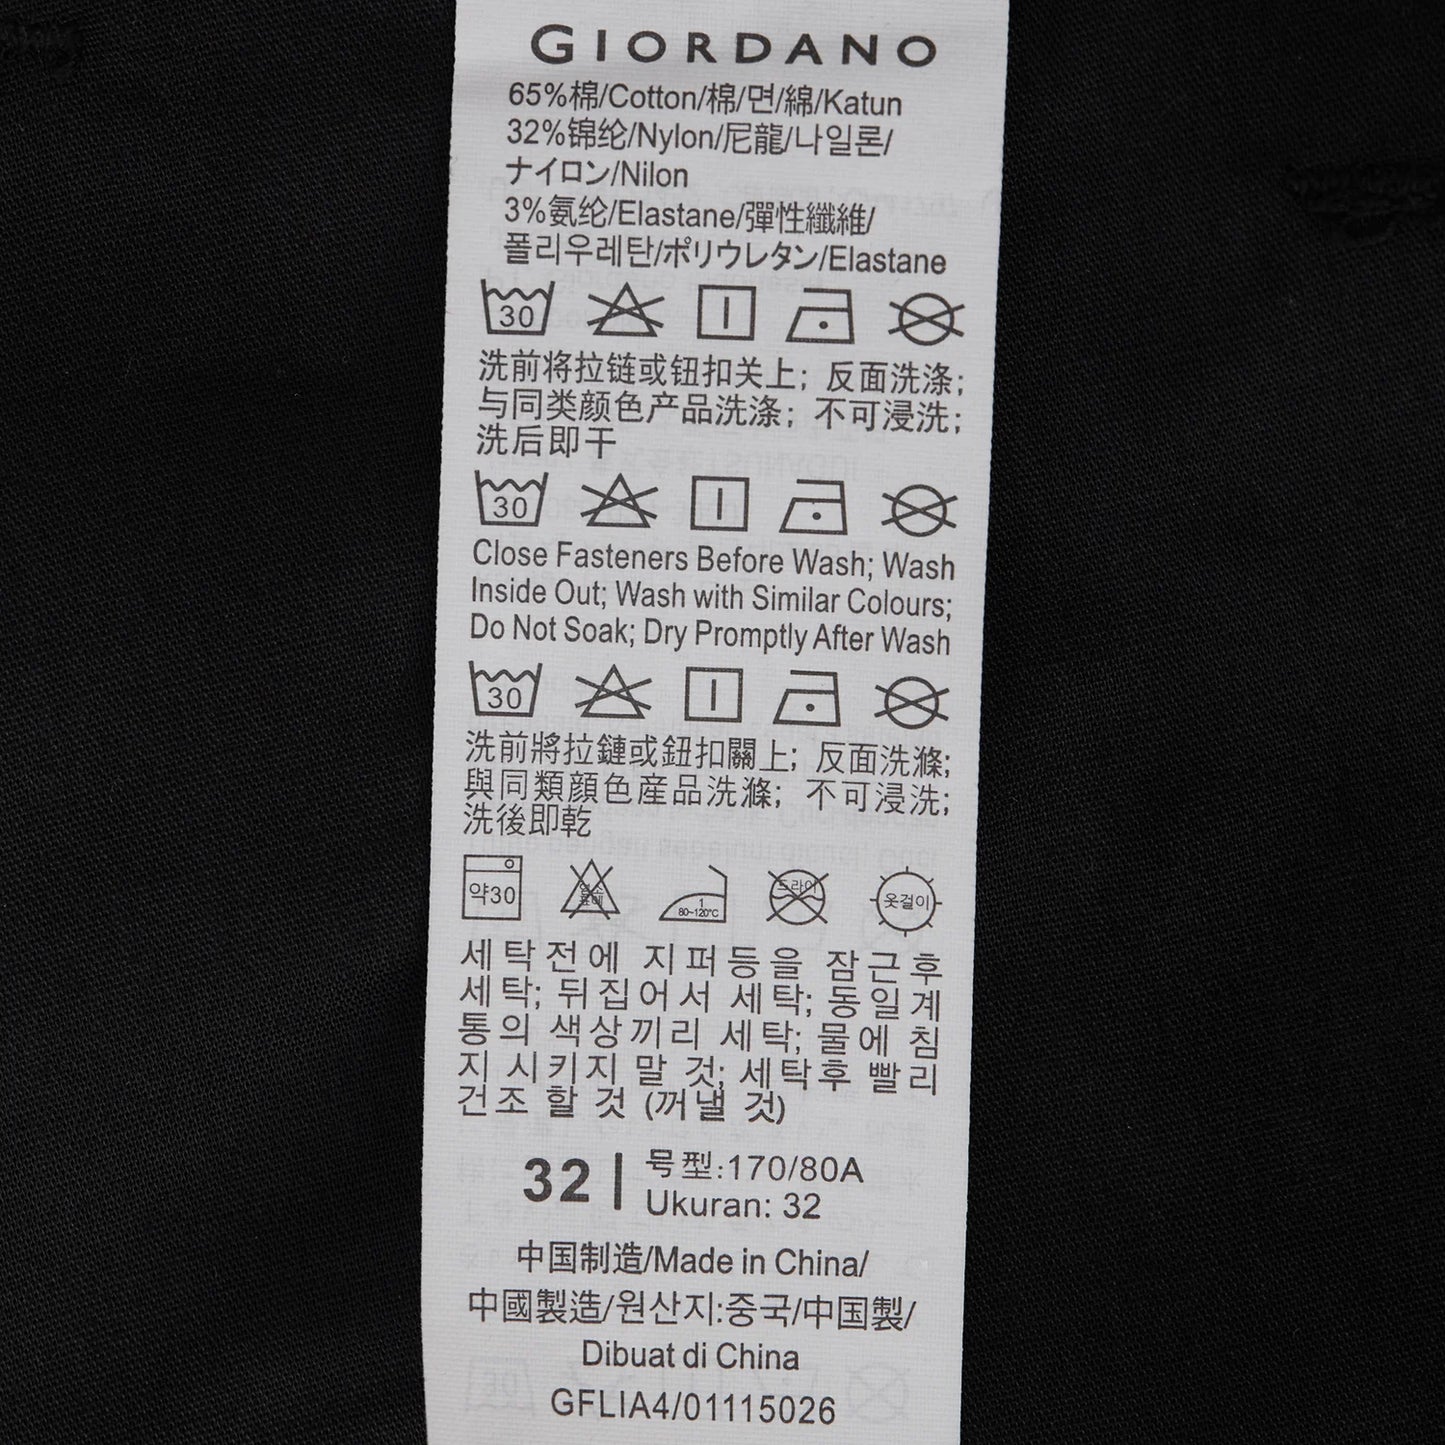 GIORDANO
65%棉/Cotton/棉/면/綿/Katun
32%锦纶/Nylon/尼龍/나일론/
ナイロン/Nilon
3%氨纶/Elastane/彈性纖維/
폴리우레탄/ポリウレタン/Elastane
30
洗前将拉链或钮扣关上; 反面洗涤;
与同类颜色产品洗涤; 不可浸洗;
洗后即干
30
Close Fasteners Before Wash; Wash
Inside Out; Wash with Similar Colours;
Do Not Soak; Dry Promptly After Wash
30
洗前將拉鏈或鈕扣關上; 反面洗滌;
與同類顔色産品洗滌; 不可浸洗;
洗後即乾
약30 염소표백 1 80~120℃ 드라이 옷걸이
세탁전에 지퍼등을 잠근후
세탁; 뒤집어서 세탁; 동일계
통의 색상끼리 세탁; 물에 침
지 시키지 말 것; 세탁후 빨리
건조 할 것 (꺼낼 것)
32 | 号型:170/80A
Ukuran: 32
中国制造/Made in China/
中國製造/원산지:중국/中国製/
Dibuat di China
GFLIA4/01115026